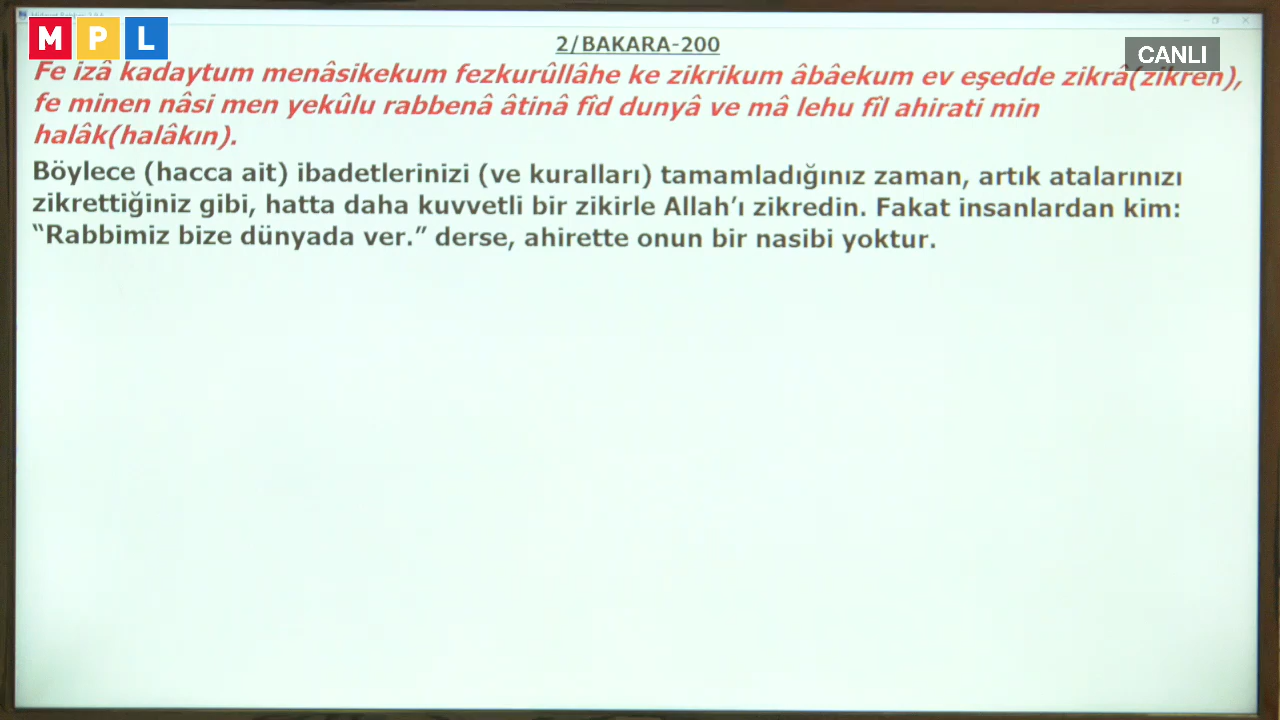 M P L
CANLI
2/BAKARA-200
Fe izâ kadaytum menâsikekum fezkurûllâhe ke zikrikum âbâekum ev eşedde zikrâ(zikren),
fe minen nâsi men yekûlu rabbenâ âtinâ fîd dunyâ ve mâ lehu fîl ahirati min
halâk(halâkın).
Böylece (hacca ait) ibadetlerinizi (ve kuralları) tamamladığınız zaman, artık atalarınızı
zikrettiğiniz gibi, hatta daha kuvvetli bir zikirle Allah’ı zikredin. Fakat insanlardan kim:
“Rabbimiz bize dünyada ver.” derse, ahirette onun bir nasibi yoktur.